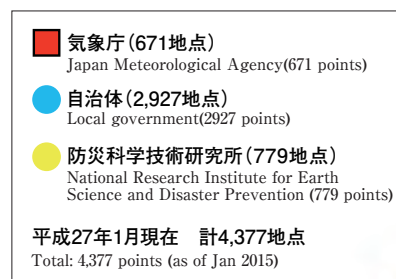 気象庁(671地点)
Japan Meteorological Agency(671 points)
自治体(2,927地点)
Local government(2927 points)
防災科学技術研究所(779地点)
National Research Institute for Earth
Science and Disaster Prevention (779 points)
平成27年1月現在　計4,377地点
Total: 4,377 points (as of Jan 2015)